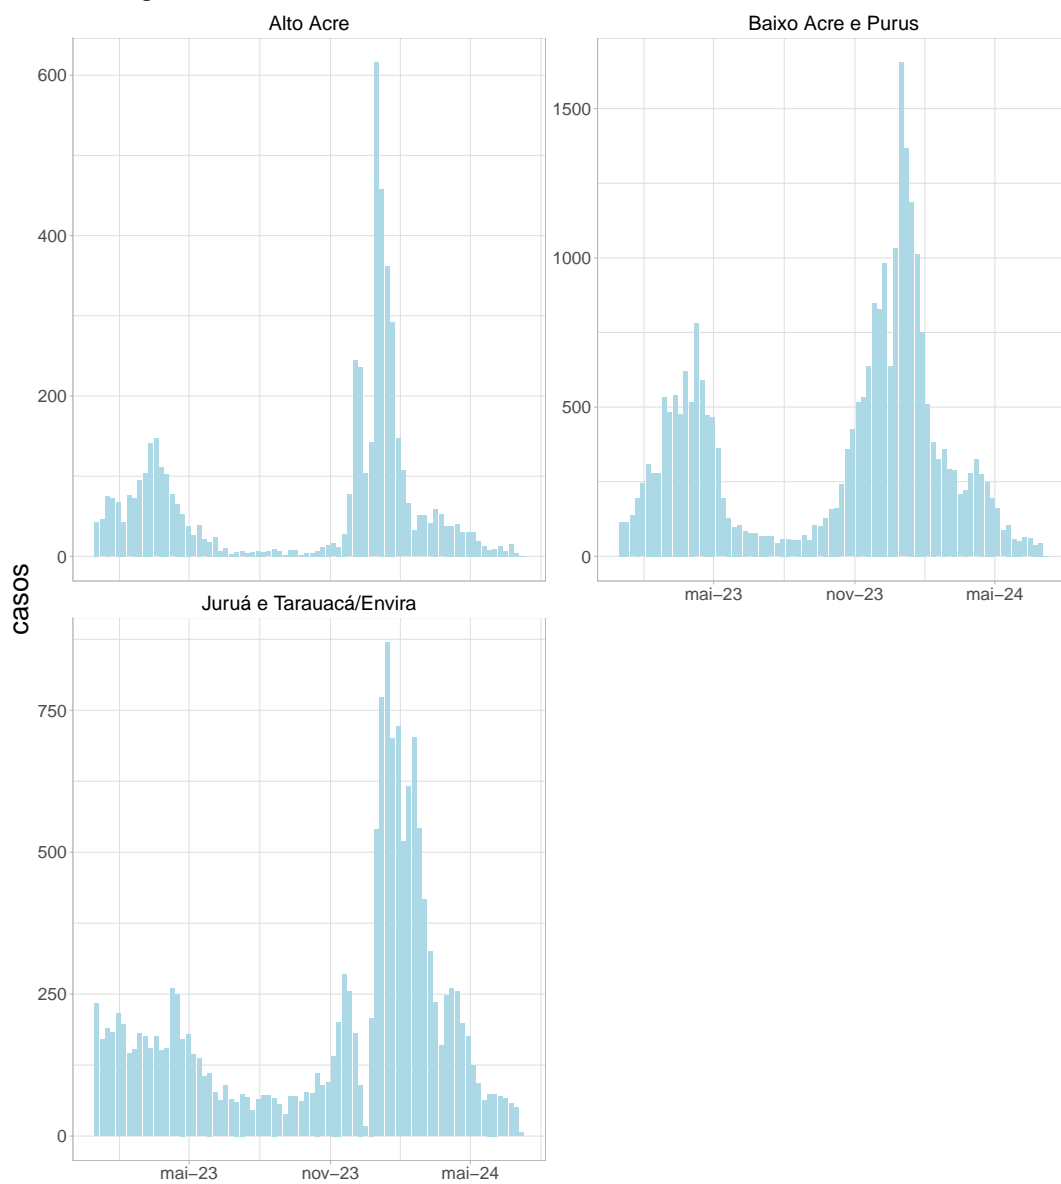 Alto Acre
Baixo Acre e Purus
600
400
200
0
1500
1000
500
0
mai–23
nov–23
mai–24
casos
Juruá e Tarauacá/Envira
750
500
250
0
mai–23
nov–23
mai–24